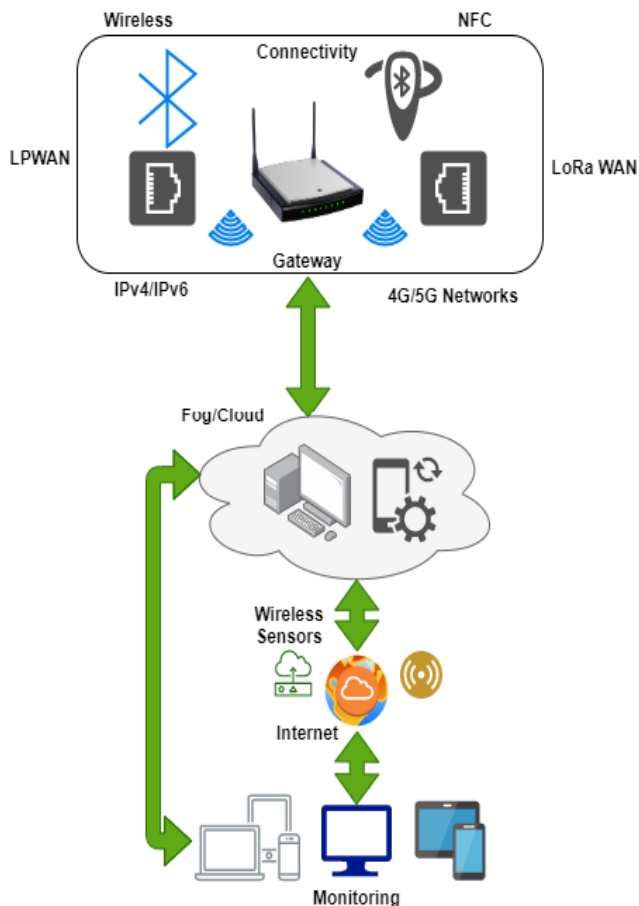 Wireless
NFC
Connectivity
LPWAN
LoRa WAN
Gateway
IPv4/IPv6
4G/5G Networks
Fog/Cloud
Wireless
Sensors
Internet
Monitoring